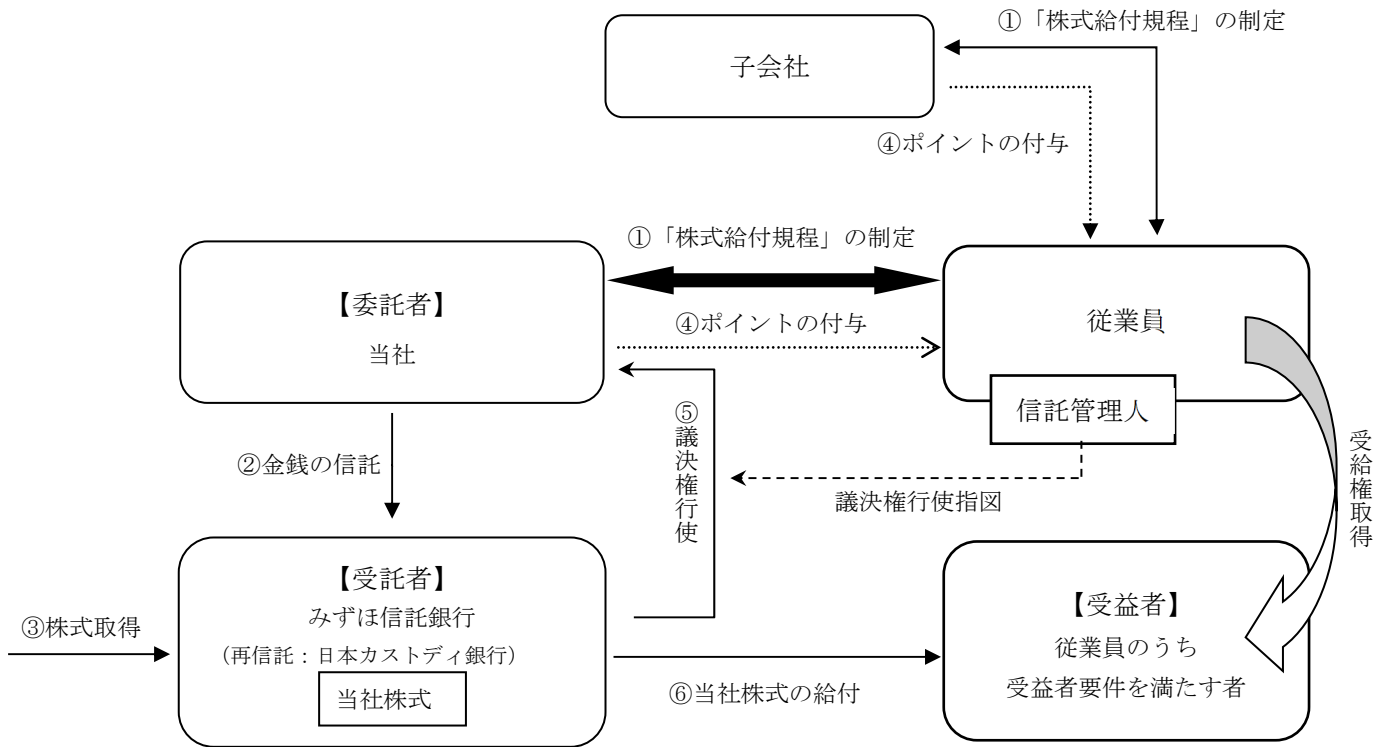 ①「株式給付規程」の制定
子会社
④ポイントの付与
①「株式給付規程」の制定
【委託者】
当社
④ポイントの付与
従業員
信託管理人
②金銭の信託
⑤議決権行使
議決権行使指図
受給権取得
【受託者】
みずほ信託銀行
（再信託：日本カストディ銀行）
当社株式
③株式取得
⑥当社株式の給付
【受益者】
従業員のうち
受益者要件を満たす者